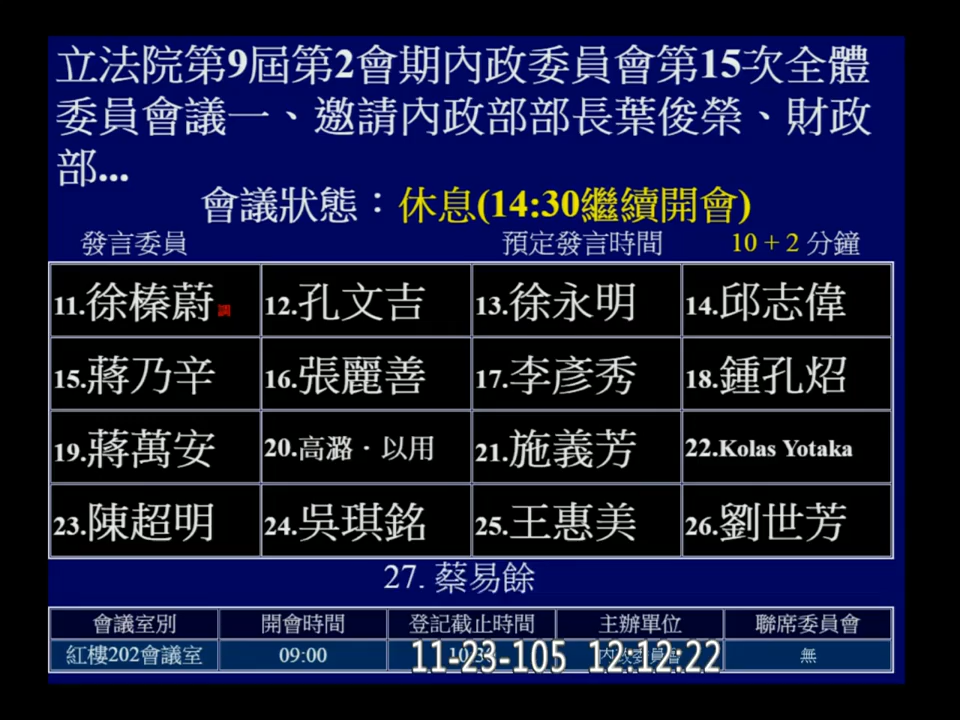 立法院第9屆第2會期內政委員會第15次全體
委員會議一、邀請內政部部長葉俊榮、財政
部...
會議狀態：休息(14:30繼續開會)
發言委員 預定發言時間 10 + 2 分鐘
11.徐榛蔚 調 12.孔文吉 13.徐永明 14.邱志偉
15.蔣乃辛 16.張麗善 17.李彥秀 18.鍾孔炤
19.蔣萬安 20.高潞．以用 21.施義芳 22.Kolas Yotaka
23.陳超明 24.吳琪銘 25.王惠美 26.劉世芳
27. 蔡易餘
會議室別 開會時間 登記截止時間 主辦單位 聯席委員會
紅樓202會議室 09:00 內政委員會 無
11-23-105 12:12:22